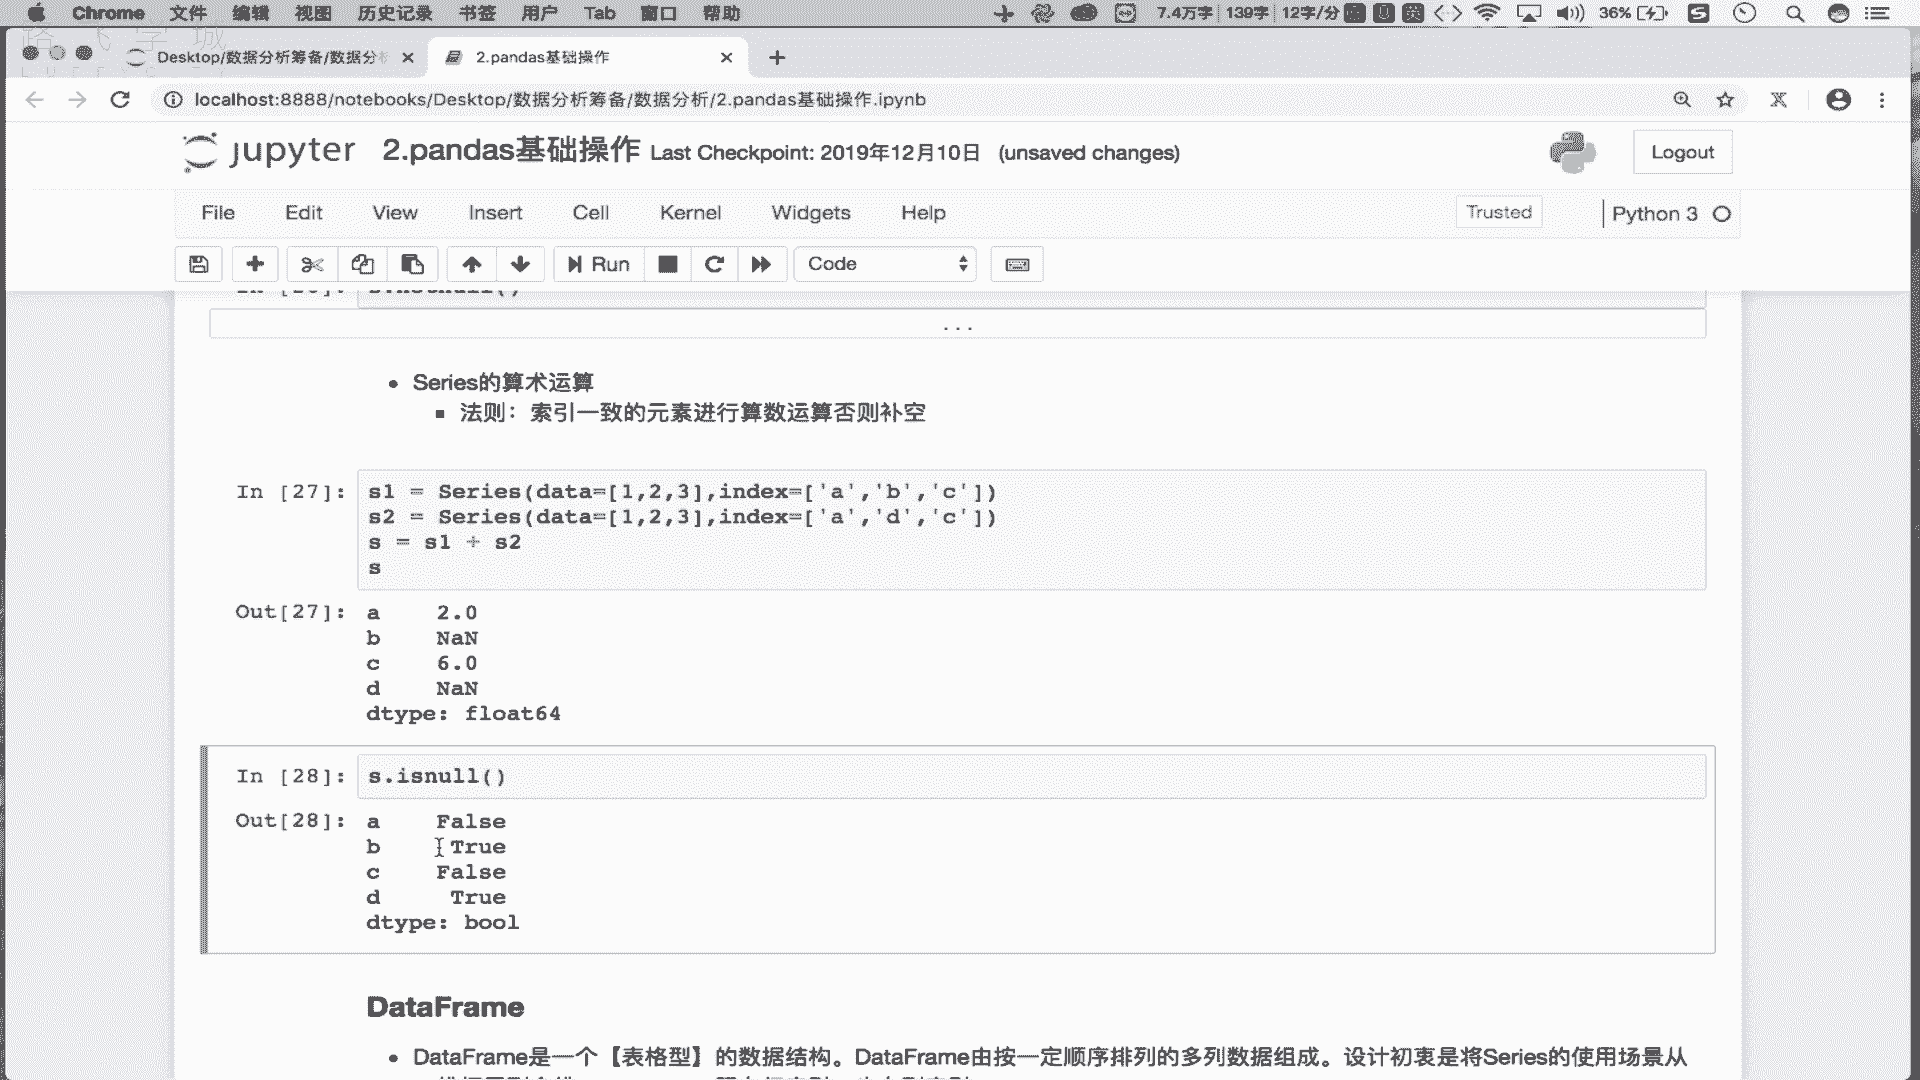 Chrome 文件 编辑 视图 历史记录 书签 用户 Tab 窗口 帮助 7.4万字 139字 12字/分 36%
Desktop/数据分析筹备/数据分析
2.pandas基础操作
localhost:8888/notebooks/Desktop/数据分析筹备/数据分析/2.pandas基础操作.ipynb
jupyter 2.pandas基础操作 Last Checkpoint: 2019年12月10日 (unsaved changes)
Logout
File Edit View Insert Cell Kernel Widgets Help Trusted Python 3
Run Code
...
Series的算术运算
法则：索引一致的元素进行算数运算否则补空
In [27]: s1 = Series(data=[1,2,3],index=['a','b','c'])
s2 = Series(data=[1,2,3],index=['a','d','c'])
s = s1 + s2
s
Out[27]: a 2.0
b NaN
c 6.0
d NaN
dtype: float64
In [28]: s.isnull()
Out[28]: a False
b True
c False
d True
dtype: bool
DataFrame
DataFrame是一个【表格型】的数据结构。DataFrame由按一定顺序排列的多列数据组成。设计初衷是将Series的使用场景从